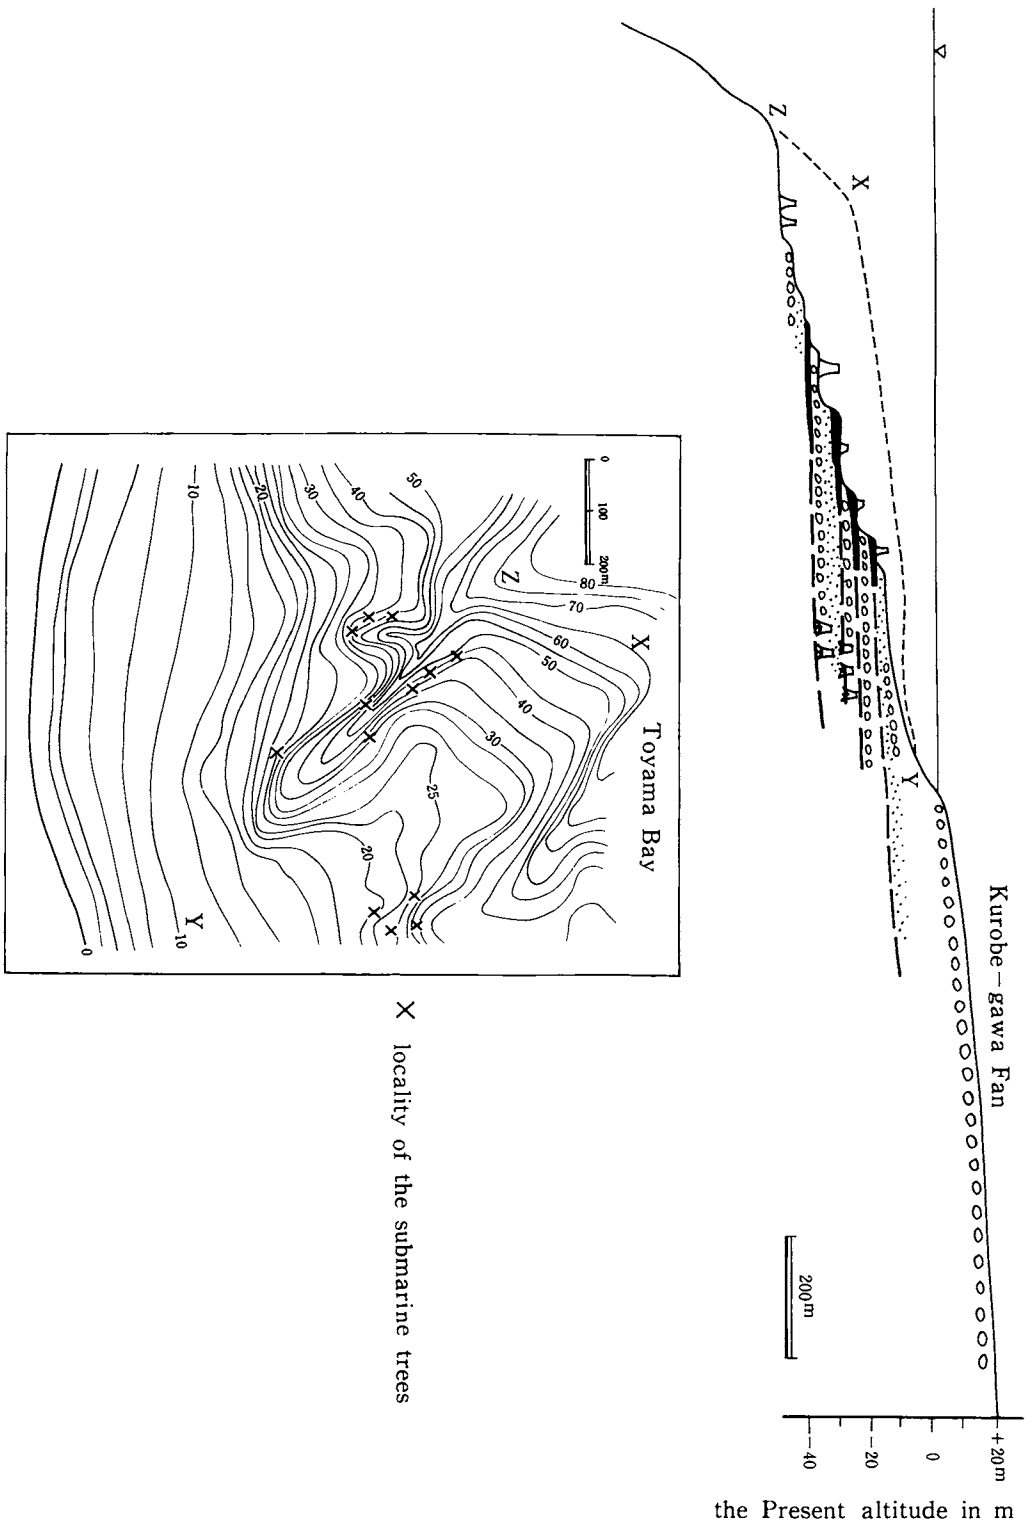 Kurobe-gawa Fan
Z
X
Y
200m
+20m
0
-20
-40
the Present altitude in m
Toyama Bay
0
100
200m
X
Z
Y
50
40
30
20
10
80
70
60
50
40
30
25
20
10
0
X locality of the submarine trees